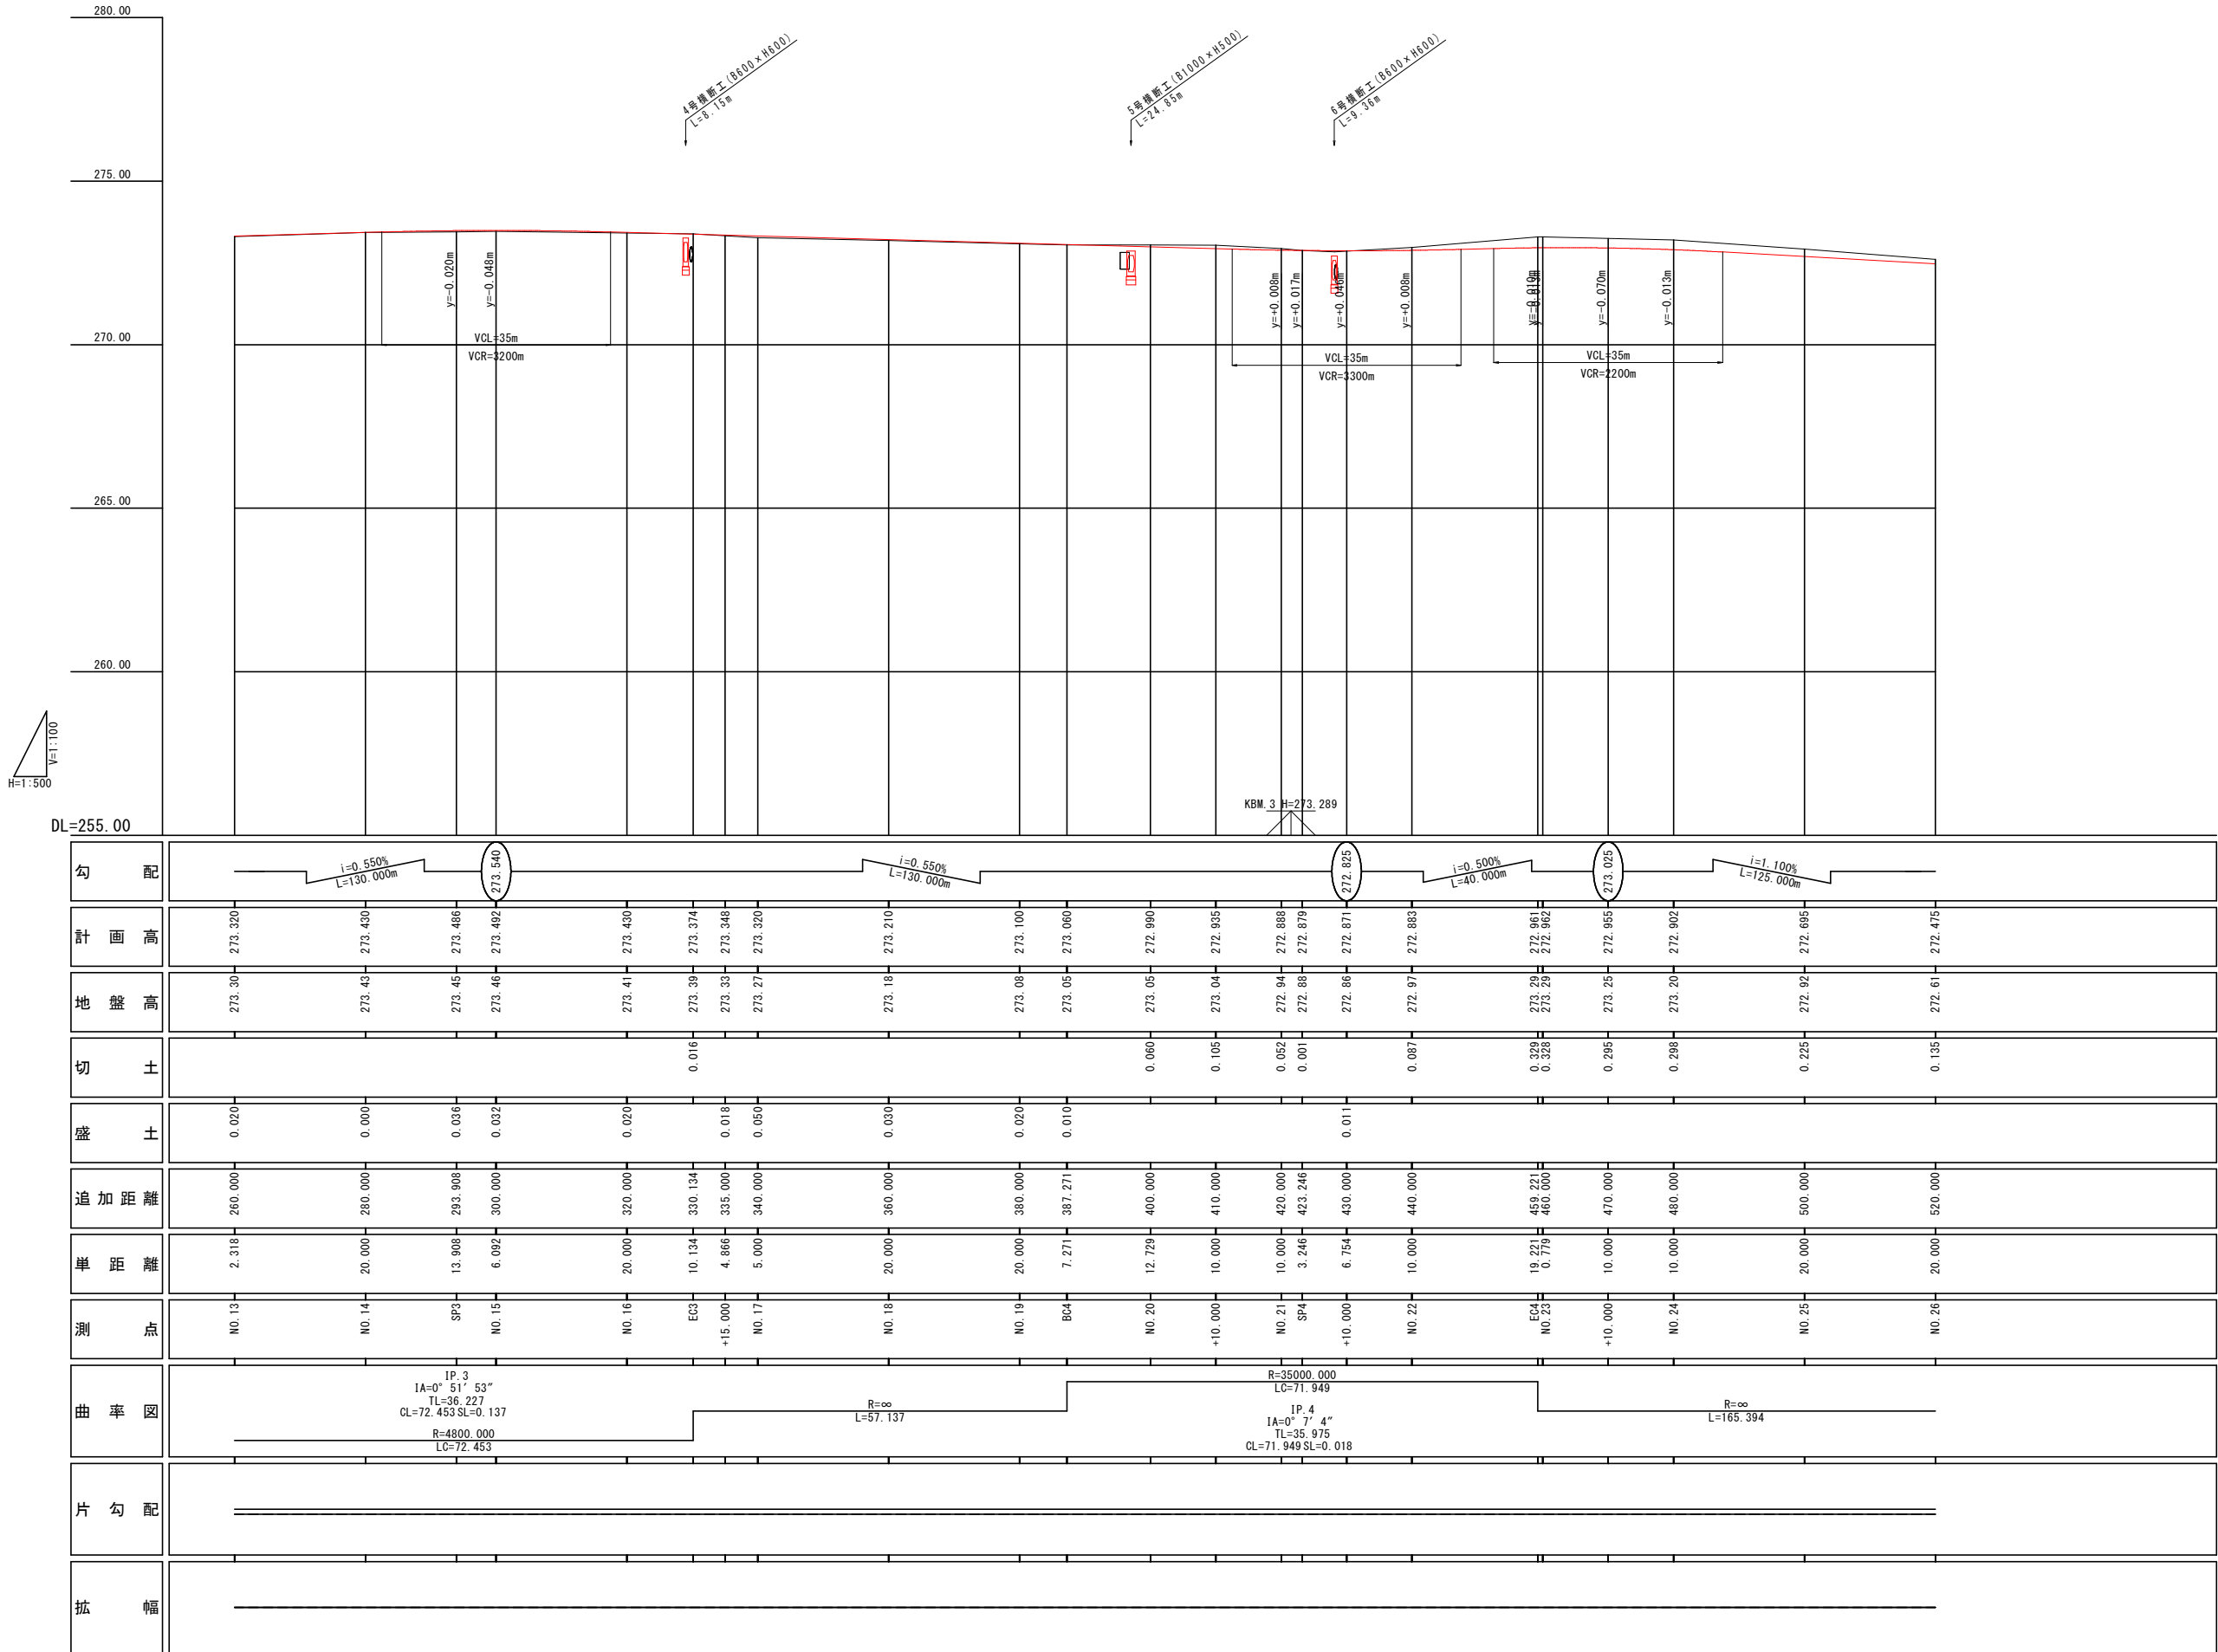 280.00
4号横断工(B600×H600)
L=8.15m
5号横断工(B1000×H500)
L=24.85m
6号横断工(B600×H600)
L=9.36m
275.00
y=-0.020m
y=-0.048m
y=+0.008m
y=+0.017m
y=+0.046m
y=+0.008m
y=-0.070m
y=-0.013m
270.00
VCL=35m
VCR=3200m
VCL=35m
VCR=3300m
VCL=35m
VCR=2200m
265.00
260.00
V=1:100
H=1:500
KBM.3 H=273.289
DL=255.00
勾配
i=0.550%
L=130.000m
273.540
i=0.550%
L=130.000m
272.825
i=0.500%
L=40.000m
273.025
i=1.100%
L=125.000m
計画高
273.320 273.430 273.486 273.492 273.430 273.374 273.348 273.320 273.210 273.100 273.060 272.990 272.935 272.888 272.879 272.871 272.883 272.961 272.962 272.955 272.902 272.695 272.475
地盤高
273.30 273.43 273.45 273.46 273.41 273.39 273.33 273.27 273.18 273.08 273.05 273.05 273.04 272.94 272.88 272.86 272.97 273.29 273.29 273.25 273.20 272.92 272.61
切土
0.016 0.060 0.105 0.052 0.001 0.087 0.329 0.328 0.295 0.298 0.225 0.135
盛土
0.020 0.000 0.036 0.032 0.020 0.018 0.050 0.030 0.020 0.010 0.011
追加距離
260.000 280.000 293.908 300.000 320.000 330.134 335.000 340.000 360.000 380.000 387.271 400.000 410.000 420.000 423.246 430.000 440.000 459.221 460.000 470.000 480.000 500.000 520.000
単距離
2.318 20.000 13.908 6.092 20.000 10.134 4.866 5.000 20.000 20.000 7.271 12.729 10.000 10.000 3.246 6.754 10.000 19.221 0.779 10.000 10.000 20.000 20.000
測点
NO.13 NO.14 SP3 NO.15 NO.16 EC3 +15.000 NO.17 NO.18 NO.19 BC4 NO.20 +10.000 NO.21 SP4 +10.000 NO.22 EC4 NO.23 +10.000 NO.24 NO.25 NO.26
曲率図
IP.3
IA=0°51′53″
TL=36.227
CL=72.453 SL=0.137
R=4800.000
LC=72.453
R=∞
L=57.137
R=35000.000
LC=71.949
IP.4
IA=0°7′4″
TL=35.975
CL=71.949 SL=0.018
R=∞
L=165.394
片勾配
拡幅